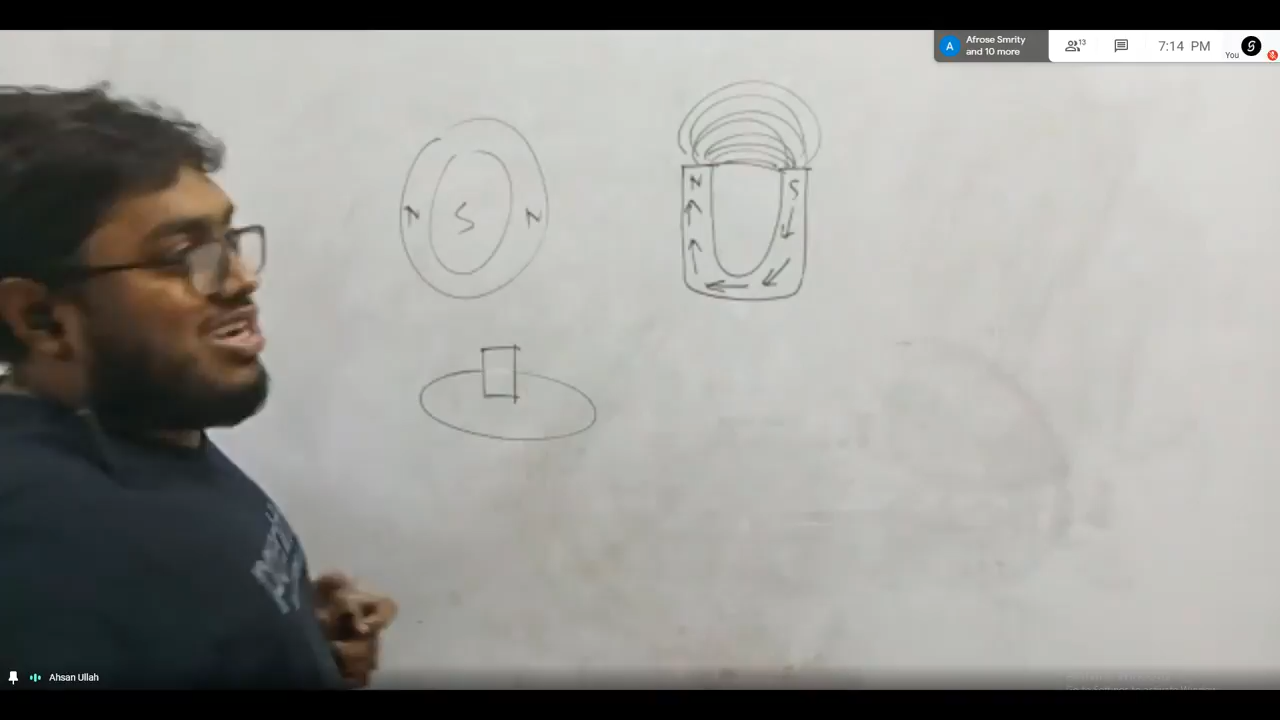 Afrose Smrity
and 10 more
13
7:14 PM
A
You
N S N
N S
Ahsan Ullah